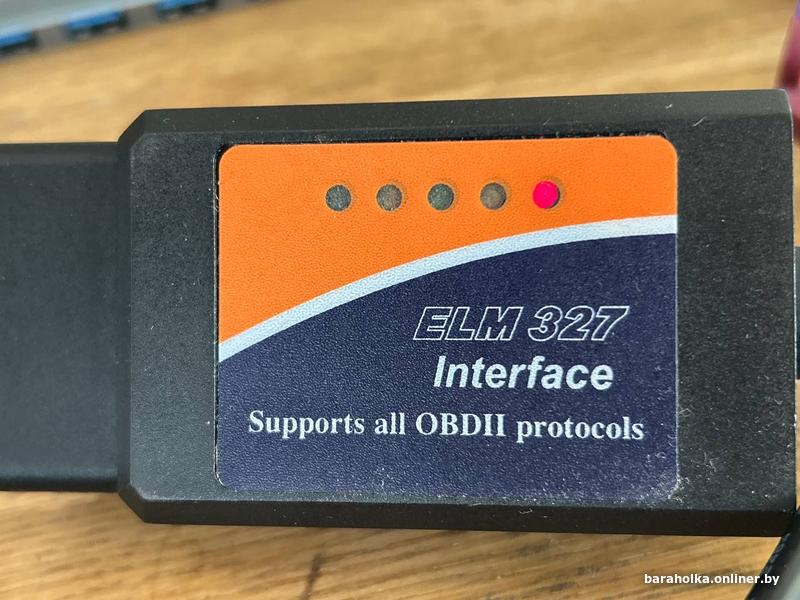 ELM 327
Interface
Supports all OBDII protocols
baraholka.onliner.by